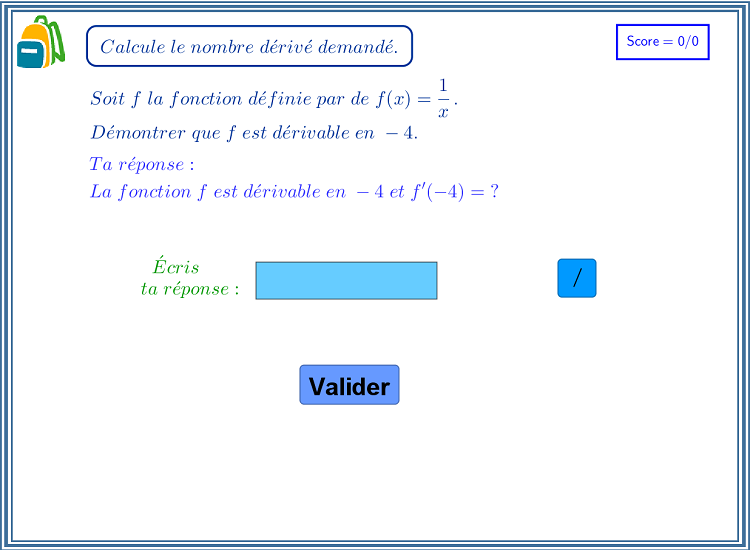 Calcule le nombre dérivé demandé.
Score = 0/0
Soit f la fonction définie par de f(x) = 1/x.
Démontrer que f est dérivable en − 4.
Ta réponse :
La fonction f est dérivable en − 4 et f′(−4) = ?
Écris
ta réponse :
/
Valider